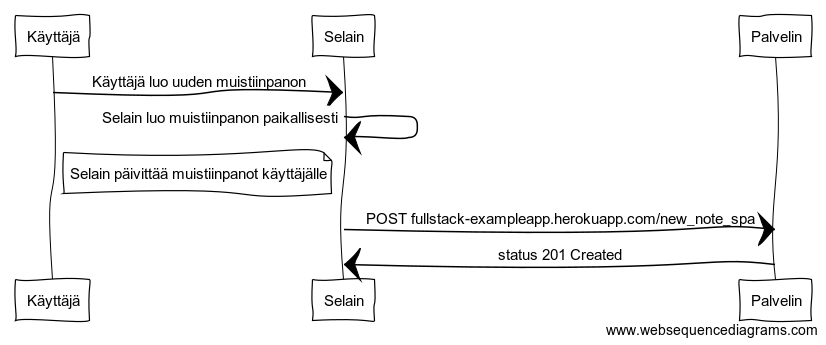 Käyttäjä
Selain
Palvelin
Käyttäjä luo uuden muistiinpanon
Selain luo muistiinpanon paikallisesti
Selain päivittää muistiinpanot käyttäjälle
POST fullstack-exampleapp.herokuapp.com/new_note_spa
status 201 Created
Käyttäjä
Selain
Palvelin
www.websequencediagrams.com